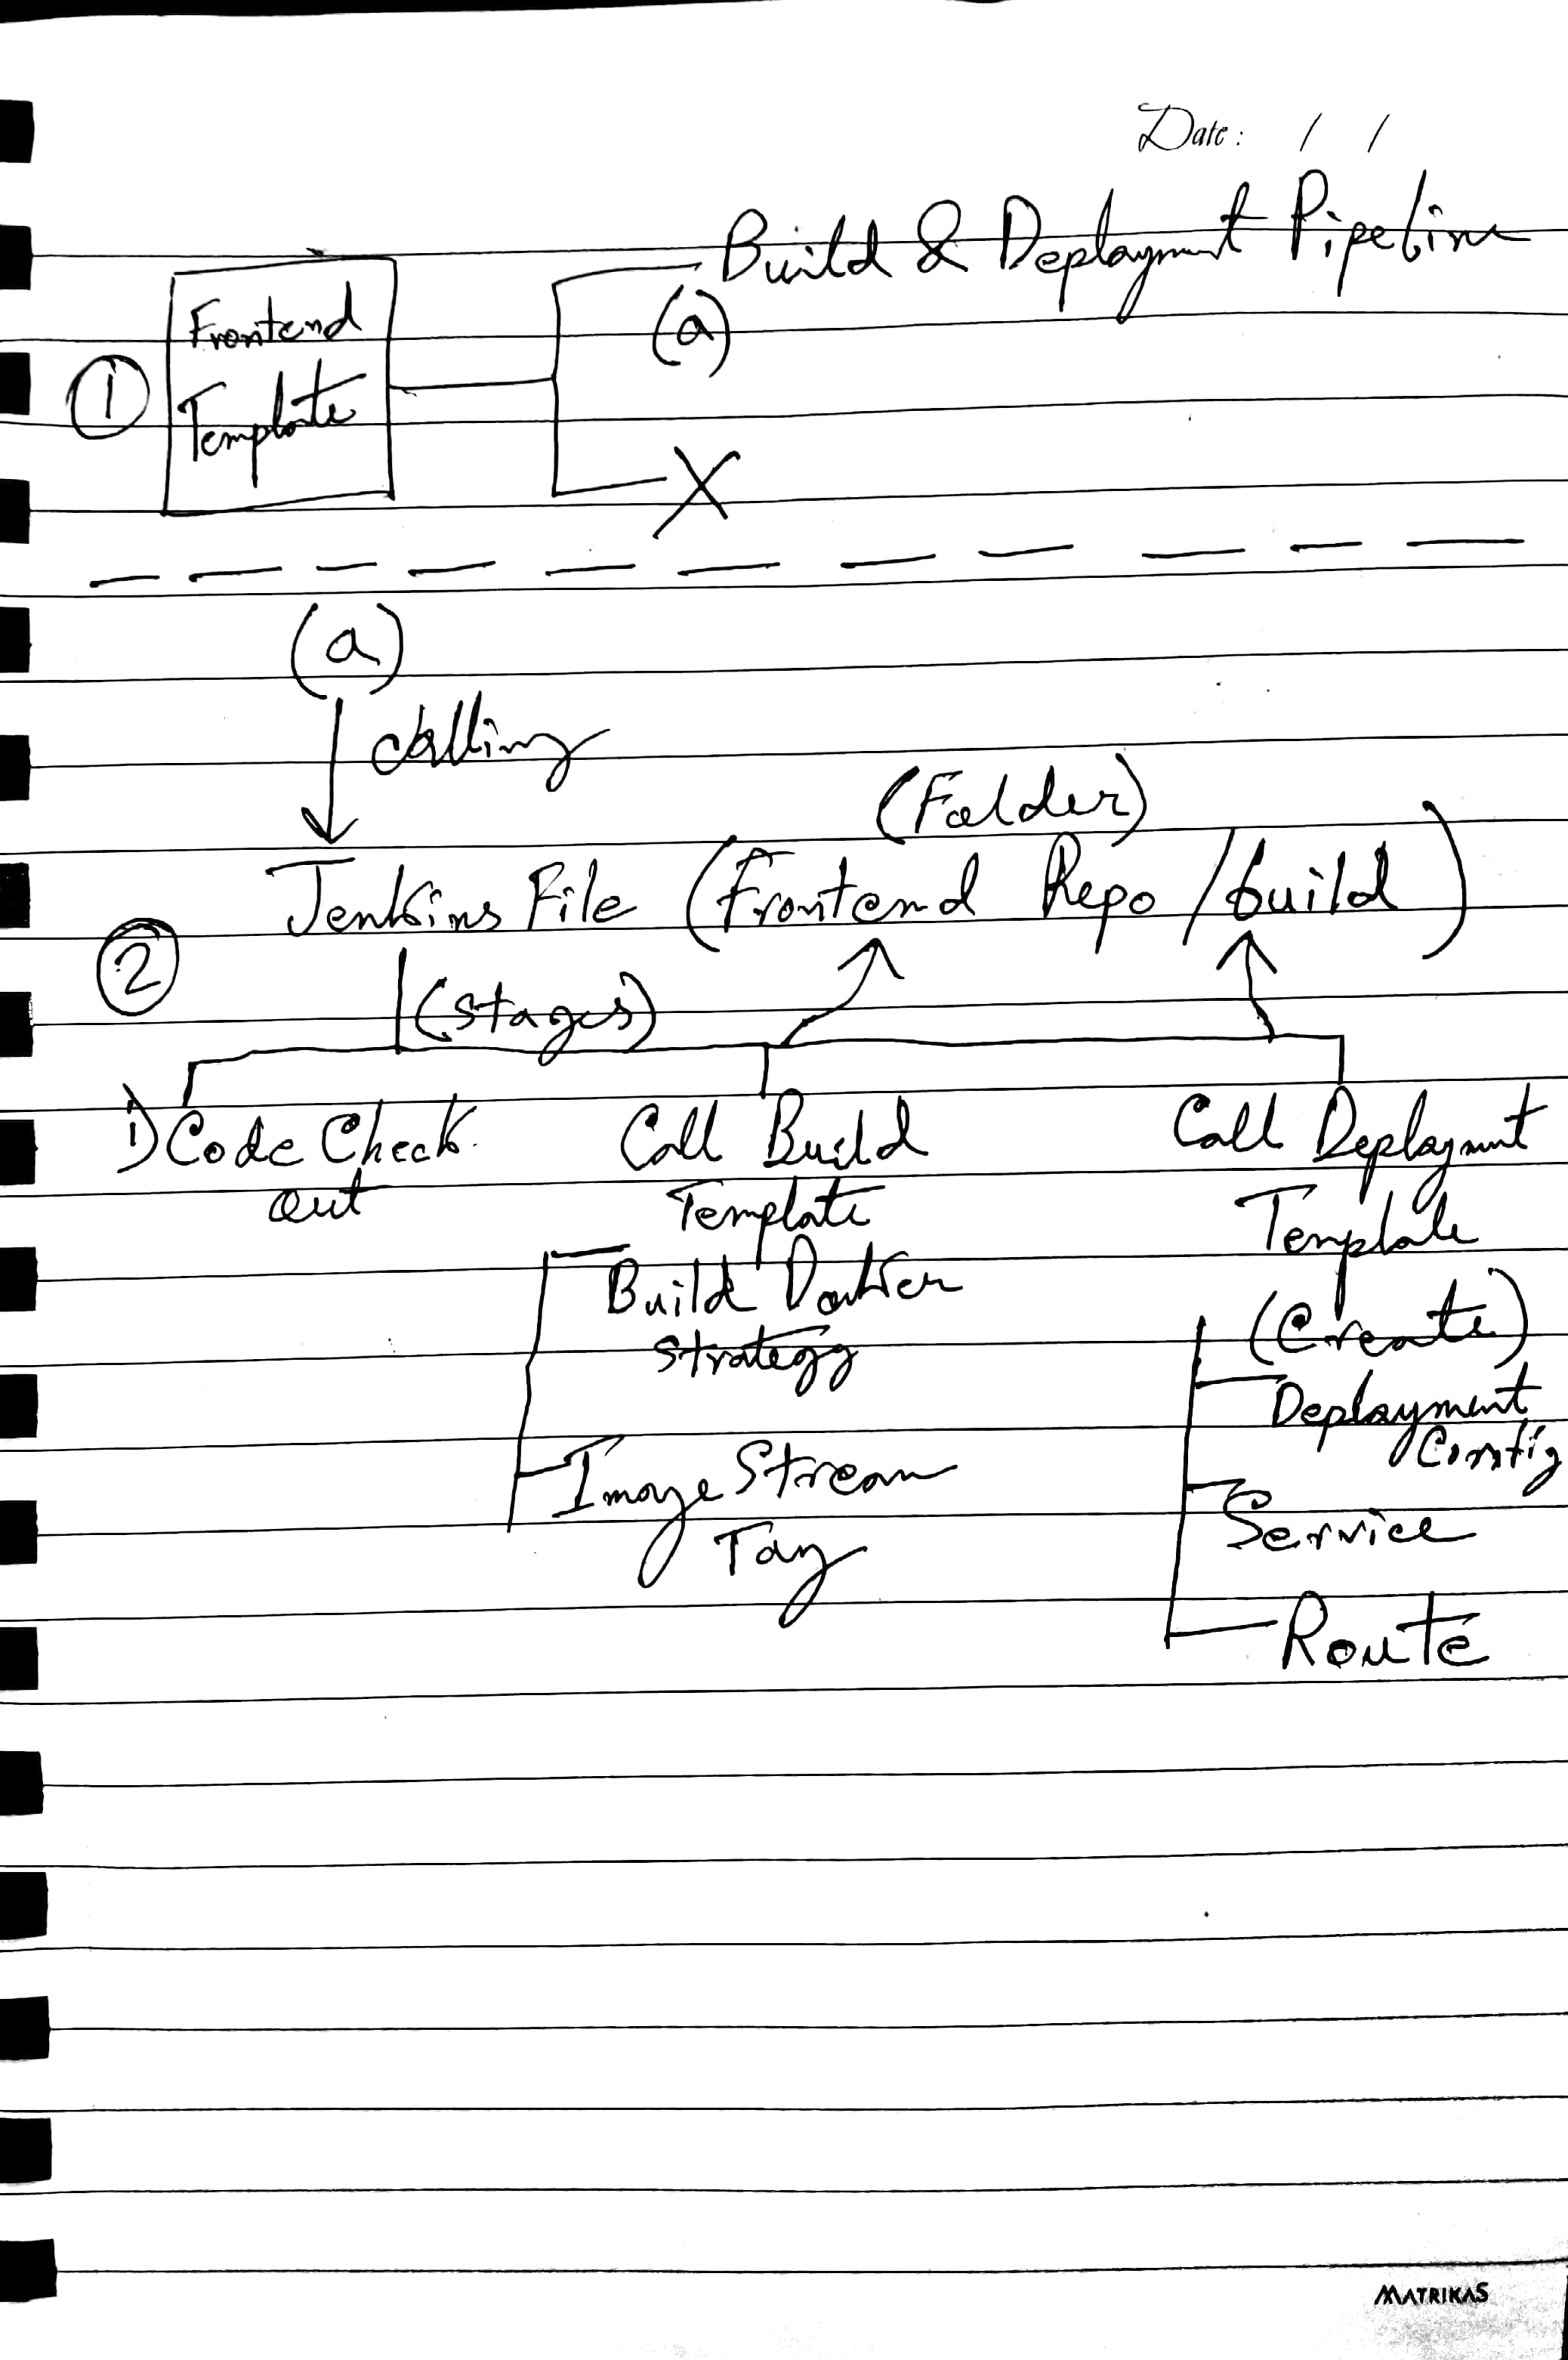 Date: / /
Build & Deployment Pipeline
(a)
① Frontend
Template
X
(a)
calling
(Folder)
Jenkins File (Frontend Repo / build)
②
(stages)
1) Code Check
out
Call Build
Template
Build Docker
strategy
Image Stream
Tag
Call Deployment
Template
(Create)
Deployment
Config
Service
Route
MATRIKAS